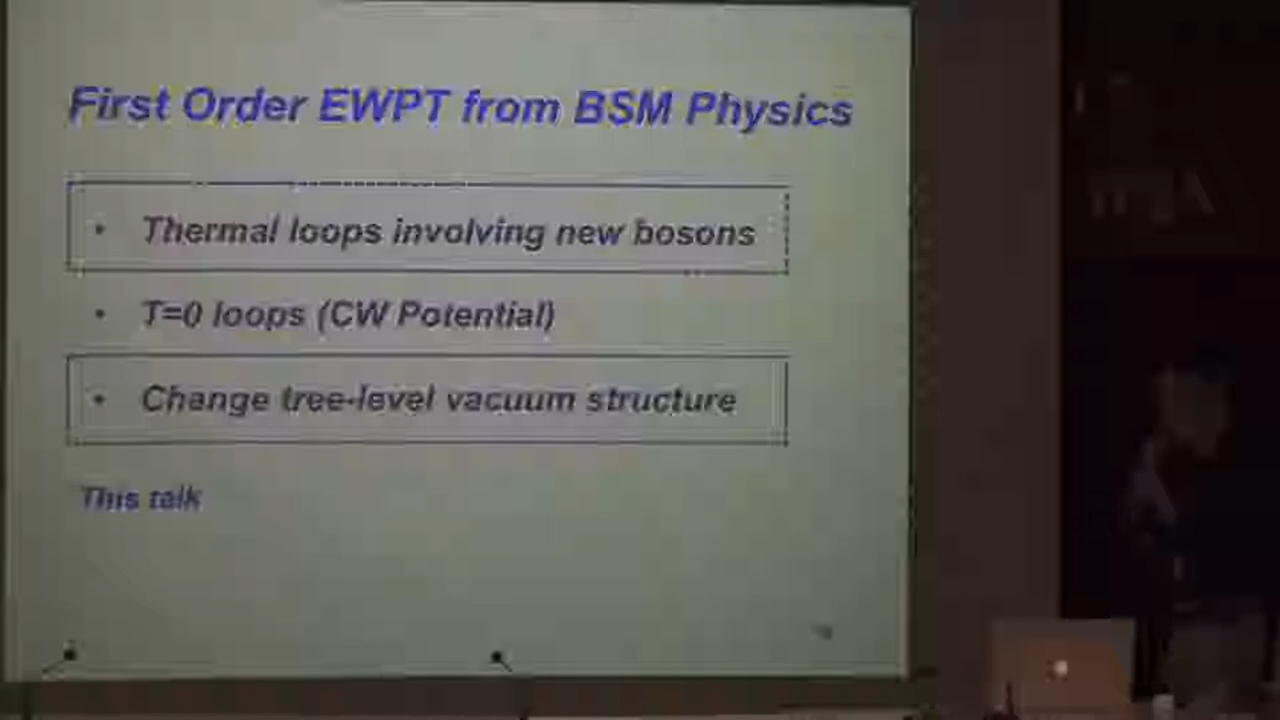 First Order EWPT from BSM Physics
• Thermal loops involving new bosons
• T=0 loops (CW Potential)
• Change tree-level vacuum structure
This talk